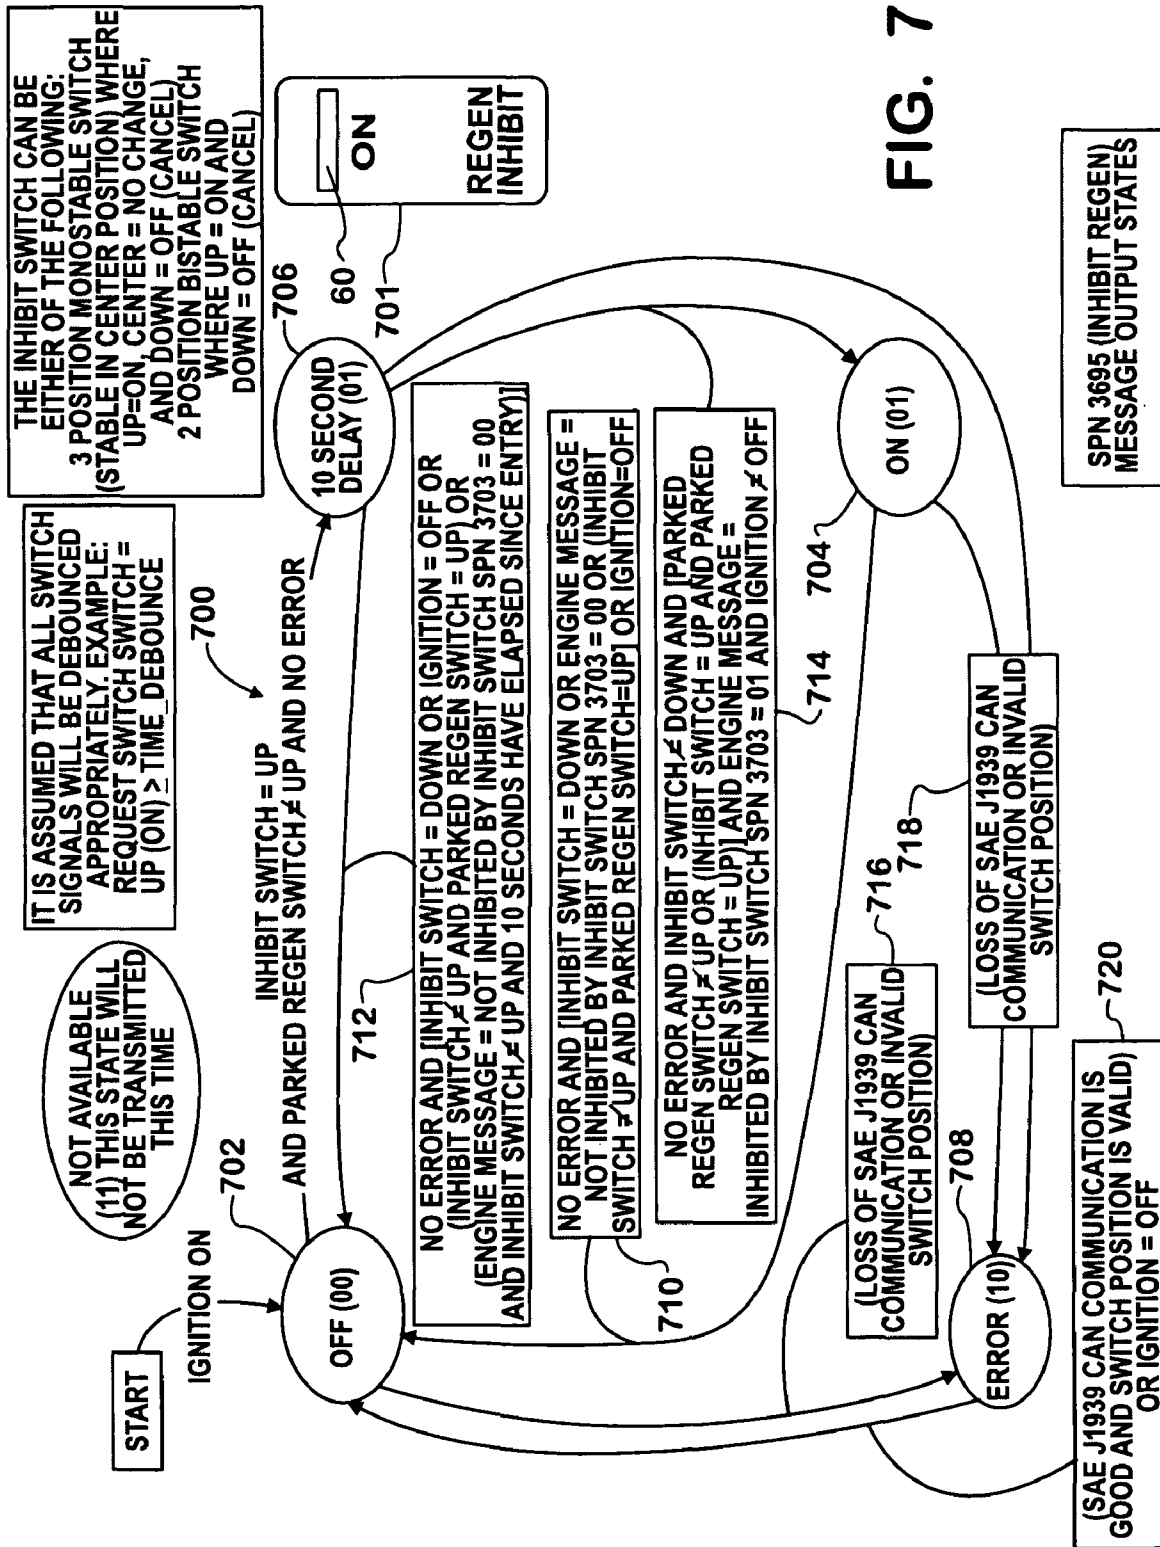 START
IGNITION ON
NOT AVAILABLE
(11) THIS STATE WILL
NOT BE TRANSMITTED
THIS TIME
IT IS ASSUMED THAT ALL SWITCH
SIGNALS WILL BE DEBOUNCED
APPROPRIATELY. EXAMPLE:
REQUEST SWITCH SWITCH =
UP (ON) > TIME_DEBOUNCE
THE INHIBIT SWITCH CAN BE
EITHER OF THE FOLLOWING:
3 POSITION MONOSTABLE SWITCH
(STABLE IN CENTER POSITION) WHERE
UP=ON, CENTER = NO CHANGE,
AND DOWN = OFF (CANCEL)
2 POSITION BISTABLE SWITCH
WHERE UP = ON AND
DOWN = OFF (CANCEL)
702
700
706
OFF (00)
INHIBIT SWITCH = UP
AND PARKED REGEN SWITCH ≠ UP AND NO ERROR
10 SECOND
DELAY (01)
60
ON
701
REGEN
INHIBIT
712
NO ERROR AND [INHIBIT SWITCH = DOWN OR IGNITION = OFF OR
(INHIBIT SWITCH ≠ UP AND PARKED REGEN SWITCH = UP) OR
(ENGINE MESSAGE = NOT INHIBITED BY INHIBIT SWITCH SPN 3703 = 00
AND INHIBIT SWITCH ≠ UP AND 10 SECONDS HAVE ELAPSED SINCE ENTRY)]
NO ERROR AND [INHIBIT SWITCH = DOWN OR ENGINE MESSAGE =
NOT INHIBITED BY INHIBIT SWITCH SPN 3703 = 00 OR (INHIBIT
SWITCH ≠ UP AND PARKED REGEN SWITCH=UP] OR IGNITION=OFF
710
NO ERROR AND INHIBIT SWITCH ≠ DOWN AND [PARKED
REGEN SWITCH ≠ UP OR (INHIBIT SWITCH = UP AND PARKED
REGEN SWITCH = UP)] AND ENGINE MESSAGE =
INHIBITED BY INHIBIT SWITCH SPN 3703 = 01 AND IGNITION ≠ OFF
714
704
ON (01)
(LOSS OF SAE J1939 CAN
COMMUNICATION OR INVALID
SWITCH POSITION)
716
718
(LOSS OF SAE J1939 CAN
COMMUNICATION OR INVALID
SWITCH POSITION)
708
ERROR (10)
(SAE J1939 CAN COMMUNICATION IS
GOOD AND SWITCH POSITION IS VALID)
OR IGNITION = OFF
720
SPN 3695 (INHIBIT REGEN)
MESSAGE OUTPUT STATES
FIG. 7